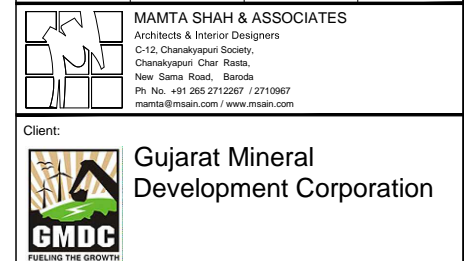 MAMTA SHAH & ASSOCIATES
Architects & Interior Designers
C-12, Chanakyapuri Society,
Chanakyapuri Char Rasta,
New Sama Road, Baroda
Ph No. +91 265 2712267 / 2710967
mamta@msain.com / www.msain.com
Client:
Gujarat Mineral
Development Corporation
GMDC
FUELING THE GROWTH